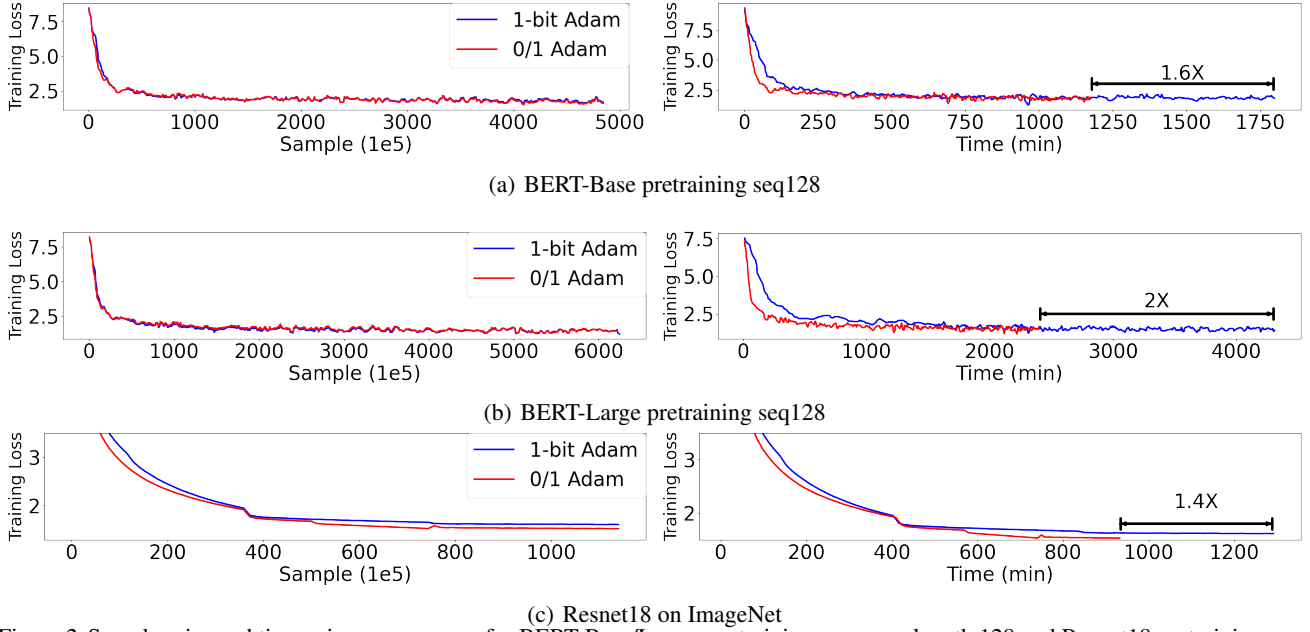 Training Loss
7.5
5.0
2.5
1-bit Adam
0/1 Adam
0 1000 2000 3000 4000 5000
Sample (1e5)
Training Loss
7.5
5.0
2.5
1.6X
0 250 500 750 1000 1250 1500 1750
Time (min)
(a) BERT-Base pretraining seq128
Training Loss
7.5
5.0
2.5
1-bit Adam
0/1 Adam
0 1000 2000 3000 4000 5000 6000
Sample (1e5)
Training Loss
7.5
5.0
2.5
2X
0 1000 2000 3000 4000
Time (min)
(b) BERT-Large pretraining seq128
Training Loss
3
2
1-bit Adam
0/1 Adam
0 200 400 600 800 1000
Sample (1e5)
Training Loss
3
2
1.4X
0 200 400 600 800 1000 1200
Time (min)
(c) Resnet18 on ImageNet